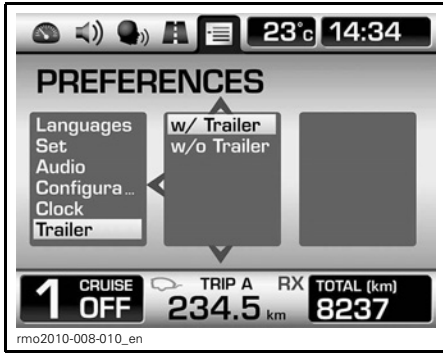 23°c 14:34
PREFERENCES
Languages
Set
Audio
Configura...
Clock
Trailer
w/ Trailer
w/o Trailer
1 CRUISE OFF
TRIP A RX
234.5 km
TOTAL (km)
8237
rmo2010-008-010_en